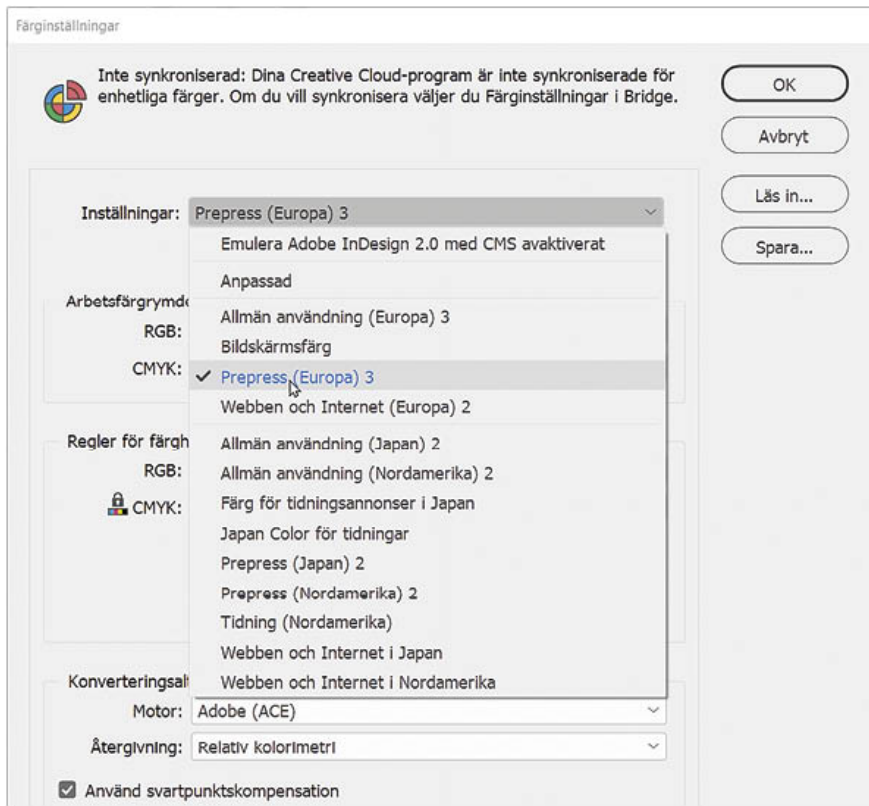 Färginställningar
Inte synkroniserad: Dina Creative Cloud-program är inte synkroniserade för
enhetliga färger. Om du vill synkronisera väljer du Färginställningar i Bridge.
OK
Avbryt
Läs in...
Spara...
Inställningar: Prepress (Europa) 3
Emulera Adobe InDesign 2.0 med CMS avaktiverat
Anpassad
Arbetsfärgrymd
Allmän användning (Europa) 3
RGB:
Bildskärmsfärg
CMYK:
Prepress (Europa) 3
Webben och Internet (Europa) 2
Regler för färgh
Allmän användning (Japan) 2
RGB:
Allmän användning (Nordamerika) 2
CMYK:
Färg för tidningsannonser i Japan
Japan Color för tidningar
Prepress (Japan) 2
Prepress (Nordamerika) 2
Tidning (Nordamerika)
Webben och Internet i Japan
Konverteringsal
Webben och Internet i Nordamerika
Motor: Adobe (ACE)
Återgivning: Relativ kolorimetri
Använd svartpunktskompensation